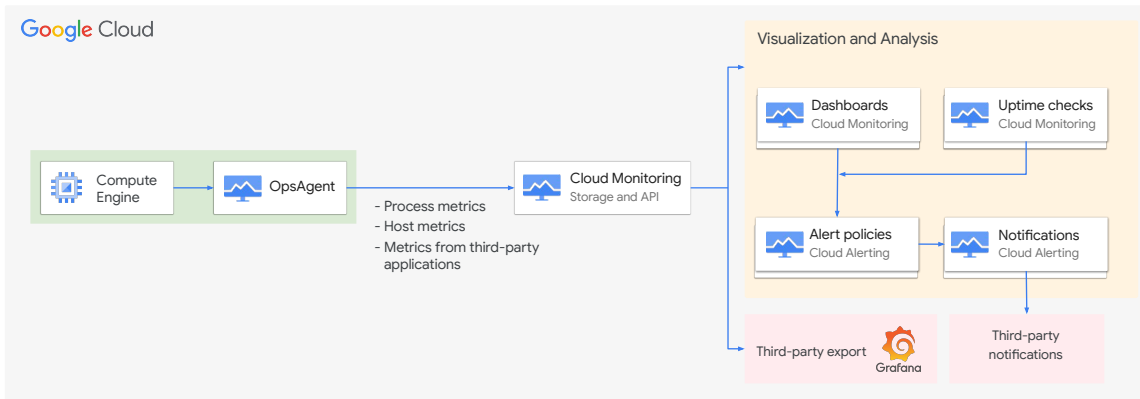 Google Cloud
Visualization and Analysis
Dashboards
Cloud Monitoring
Uptime checks
Cloud Monitoring
Compute
Engine
OpsAgent
Cloud Monitoring
Storage and API
- Process metrics
- Host metrics
- Metrics from third-party
applications
Alert policies
Cloud Alerting
Notifications
Cloud Alerting
Third-party export
Grafana
Third-party
notifications